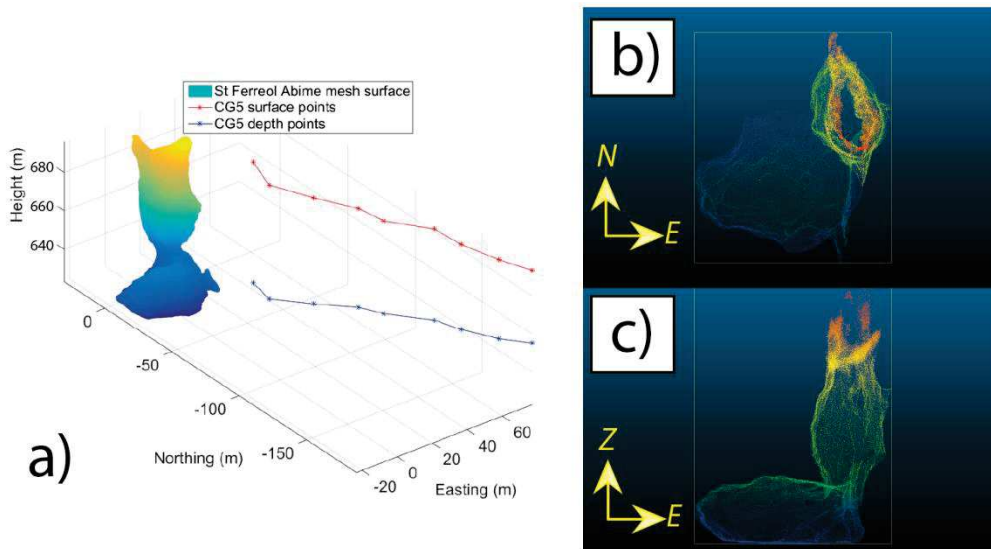 St Ferreol Abime mesh surface
CG5 surface points
CG5 depth points
Height (m)
680
660
640
0
-50
-100
-150
Northing (m)
-20
0
20
40
60
Easting (m)
a)
b)
N
E
c)
Z
E